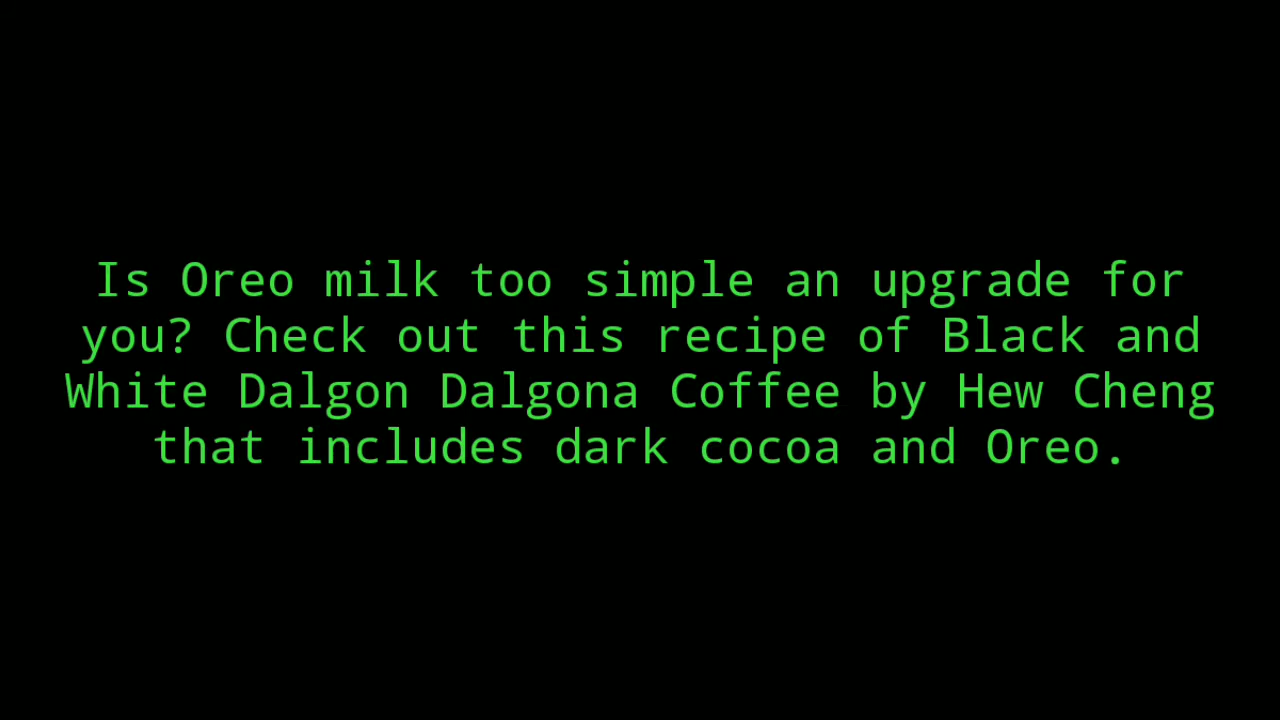 Is Oreo milk too simple an upgrade for
you? Check out this recipe of Black and
White Dalgon Dalgona Coffee by Hew Cheng
that includes dark cocoa and Oreo.